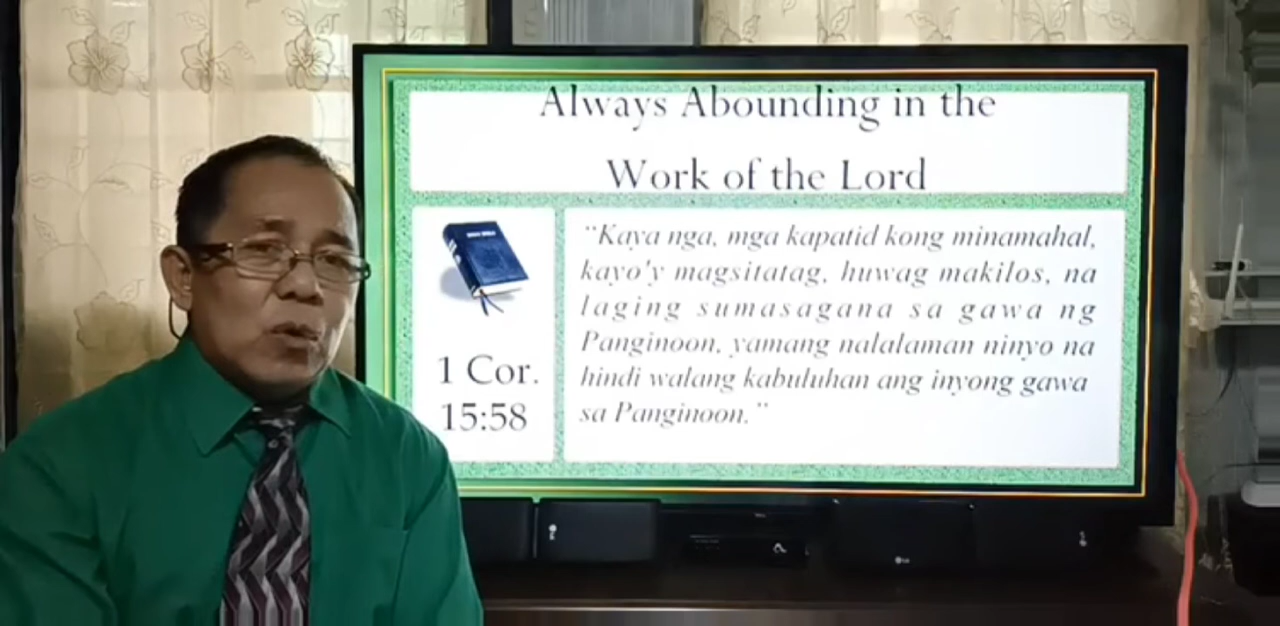 Always Abounding in the
Work of the Lord
1 Cor.
15:58
“Kaya nga, mga kapatid kong minamahal,
kayo'y magsitatag, huwag makilos, na
laging sumasagana sa gawa ng
Panginoon, yamang nalalaman ninyo na
hindi walang kabuluhan ang inyong gawa
sa Panginoon.”
LG